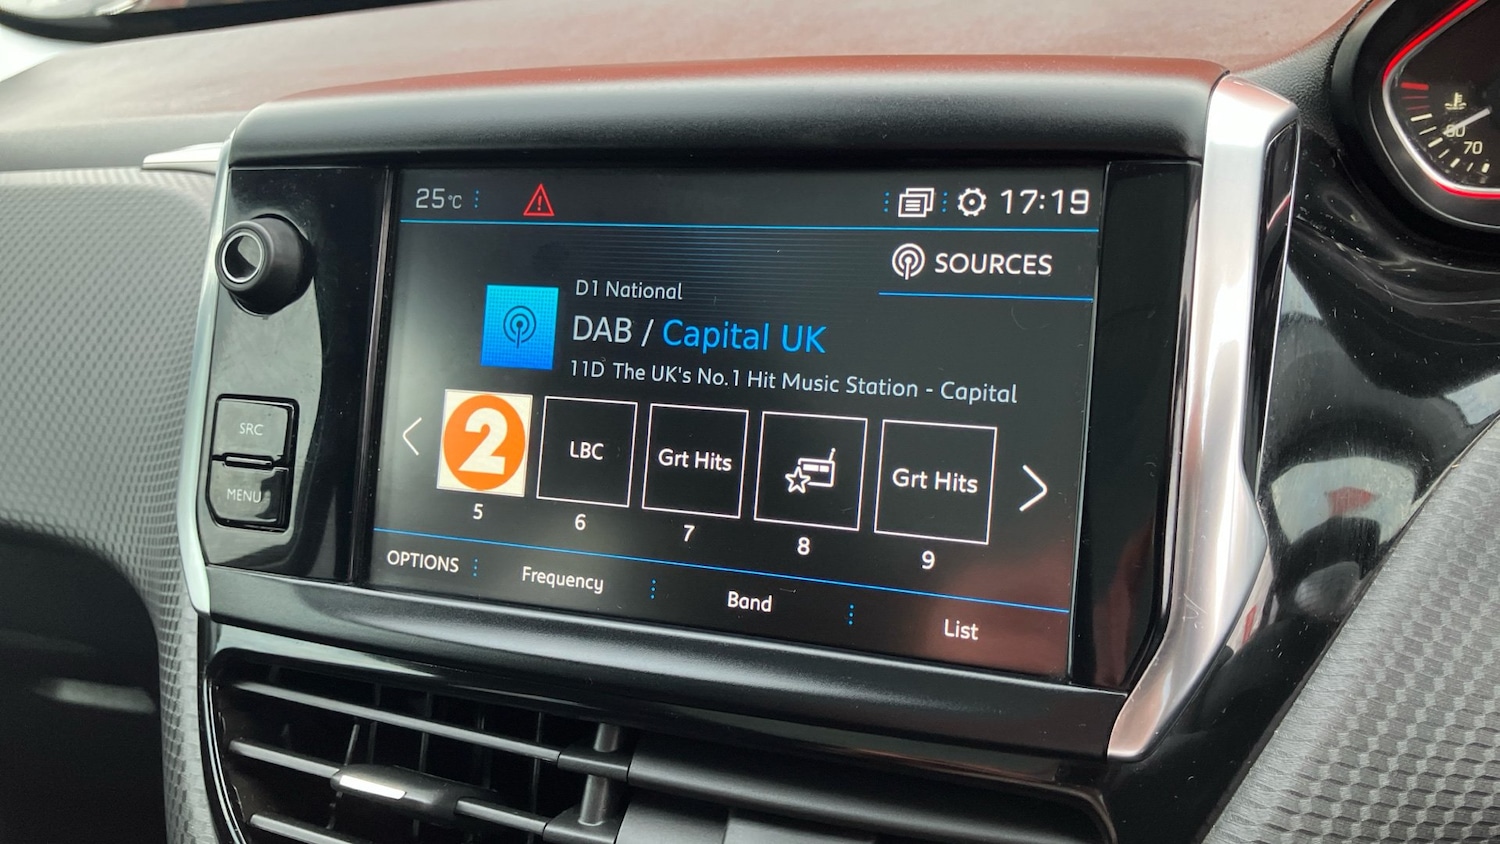 25°C
17:19
SOURCES
D1 National
DAB / Capital UK
11D The UK's No.1 Hit Music Station - Capital
2
LBC
Grt Hits
Grt Hits
5
6
7
8
9
OPTIONS
Frequency
Band
List
SRC
MENU
70